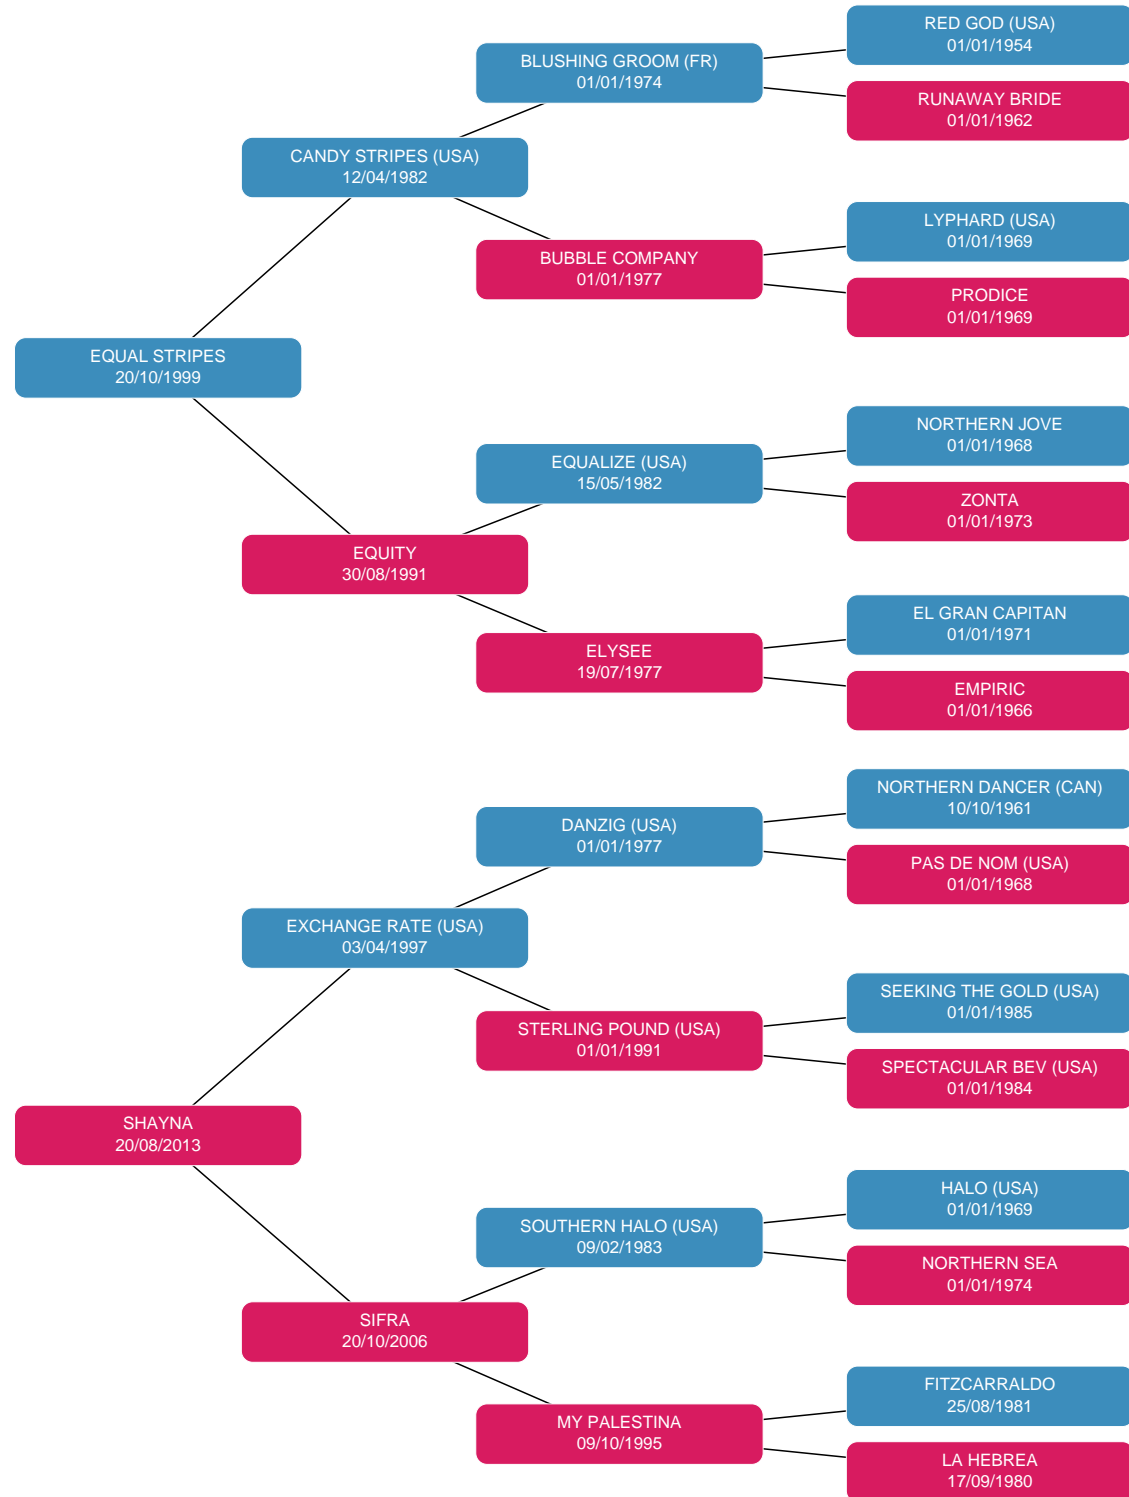 RED GOD (USA)
01/01/1954
BLUSHING GROOM (FR)
01/01/1974
RUNAWAY BRIDE
01/01/1962
CANDY STRIPES (USA)
12/04/1982
LYPHARD (USA)
01/01/1969
BUBBLE COMPANY
01/01/1977
PRODICE
01/01/1969
EQUAL STRIPES
20/10/1999
NORTHERN JOVE
01/01/1968
EQUALIZE (USA)
15/05/1982
ZONTA
01/01/1973
EQUITY
30/08/1991
EL GRAN CAPITAN
01/01/1971
ELYSEE
19/07/1977
EMPIRIC
01/01/1966
NORTHERN DANCER (CAN)
10/10/1961
DANZIG (USA)
01/01/1977
PAS DE NOM (USA)
01/01/1968
EXCHANGE RATE (USA)
03/04/1997
SEEKING THE GOLD (USA)
01/01/1985
STERLING POUND (USA)
01/01/1991
SPECTACULAR BEV (USA)
01/01/1984
SHAYNA
20/08/2013
HALO (USA)
01/01/1969
SOUTHERN HALO (USA)
09/02/1983
NORTHERN SEA
01/01/1974
SIFRA
20/10/2006
FITZCARRALDO
25/08/1981
MY PALESTINA
09/10/1995
LA HEBREA
17/09/1980